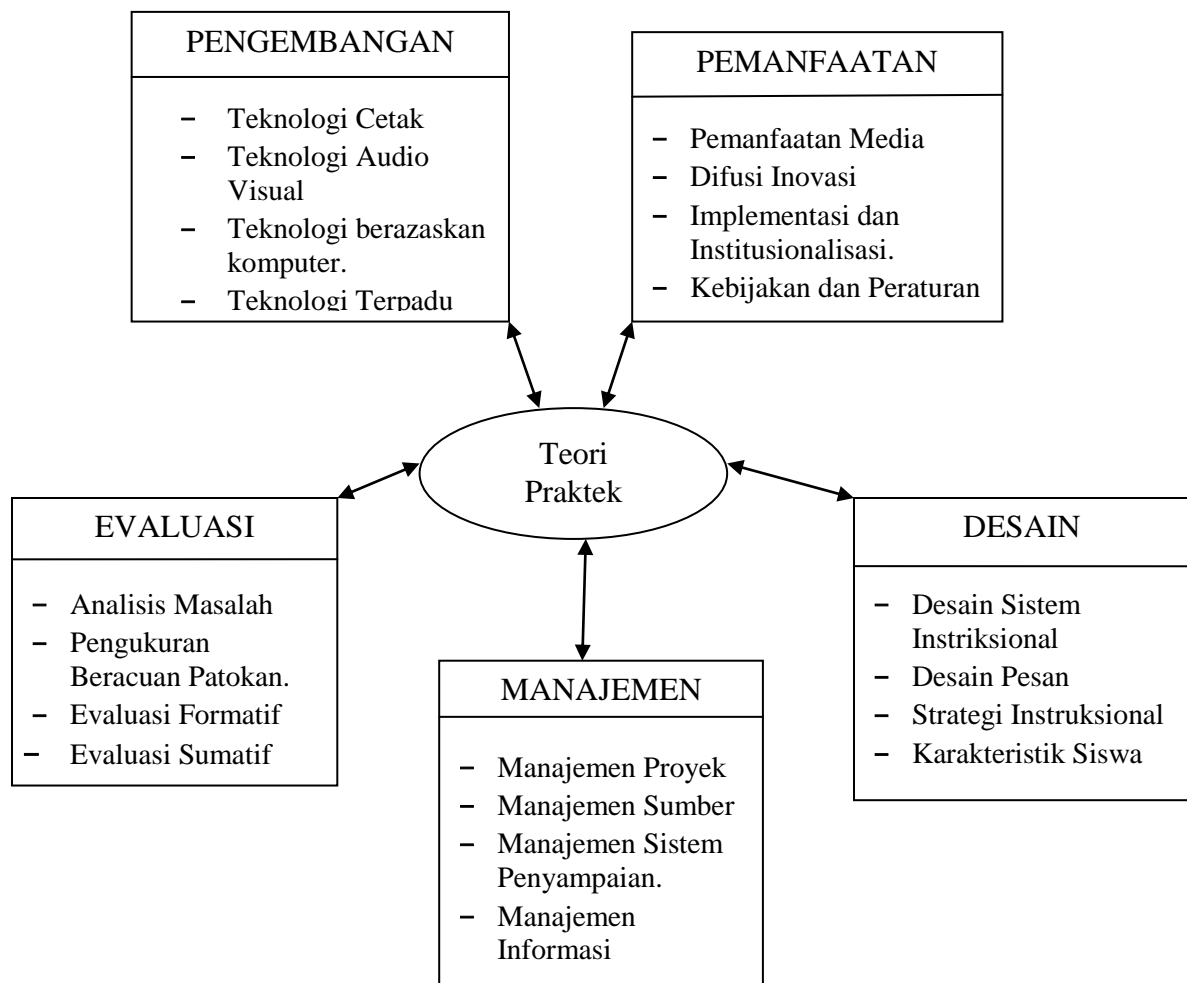 PENGEMBANGAN
– Teknologi Cetak
– Teknologi Audio
Visual
– Teknologi berazaskan
komputer.
– Teknologi Terpadu
PEMANFAATAN
– Pemanfaatan Media
– Difusi Inovasi
– Implementasi dan
Institusionalisasi.
– Kebijakan dan Peraturan
Teori
Praktek
EVALUASI
– Analisis Masalah
– Pengukuran
Beracuan Patokan.
– Evaluasi Formatif
– Evaluasi Sumatif
MANAJEMEN
– Manajemen Proyek
– Manajemen Sumber
– Manajemen Sistem
Penyampaian.
– Manajemen
Informasi
DESAIN
– Desain Sistem
Instriksional
– Desain Pesan
– Strategi Instruksional
– Karakteristik Siswa